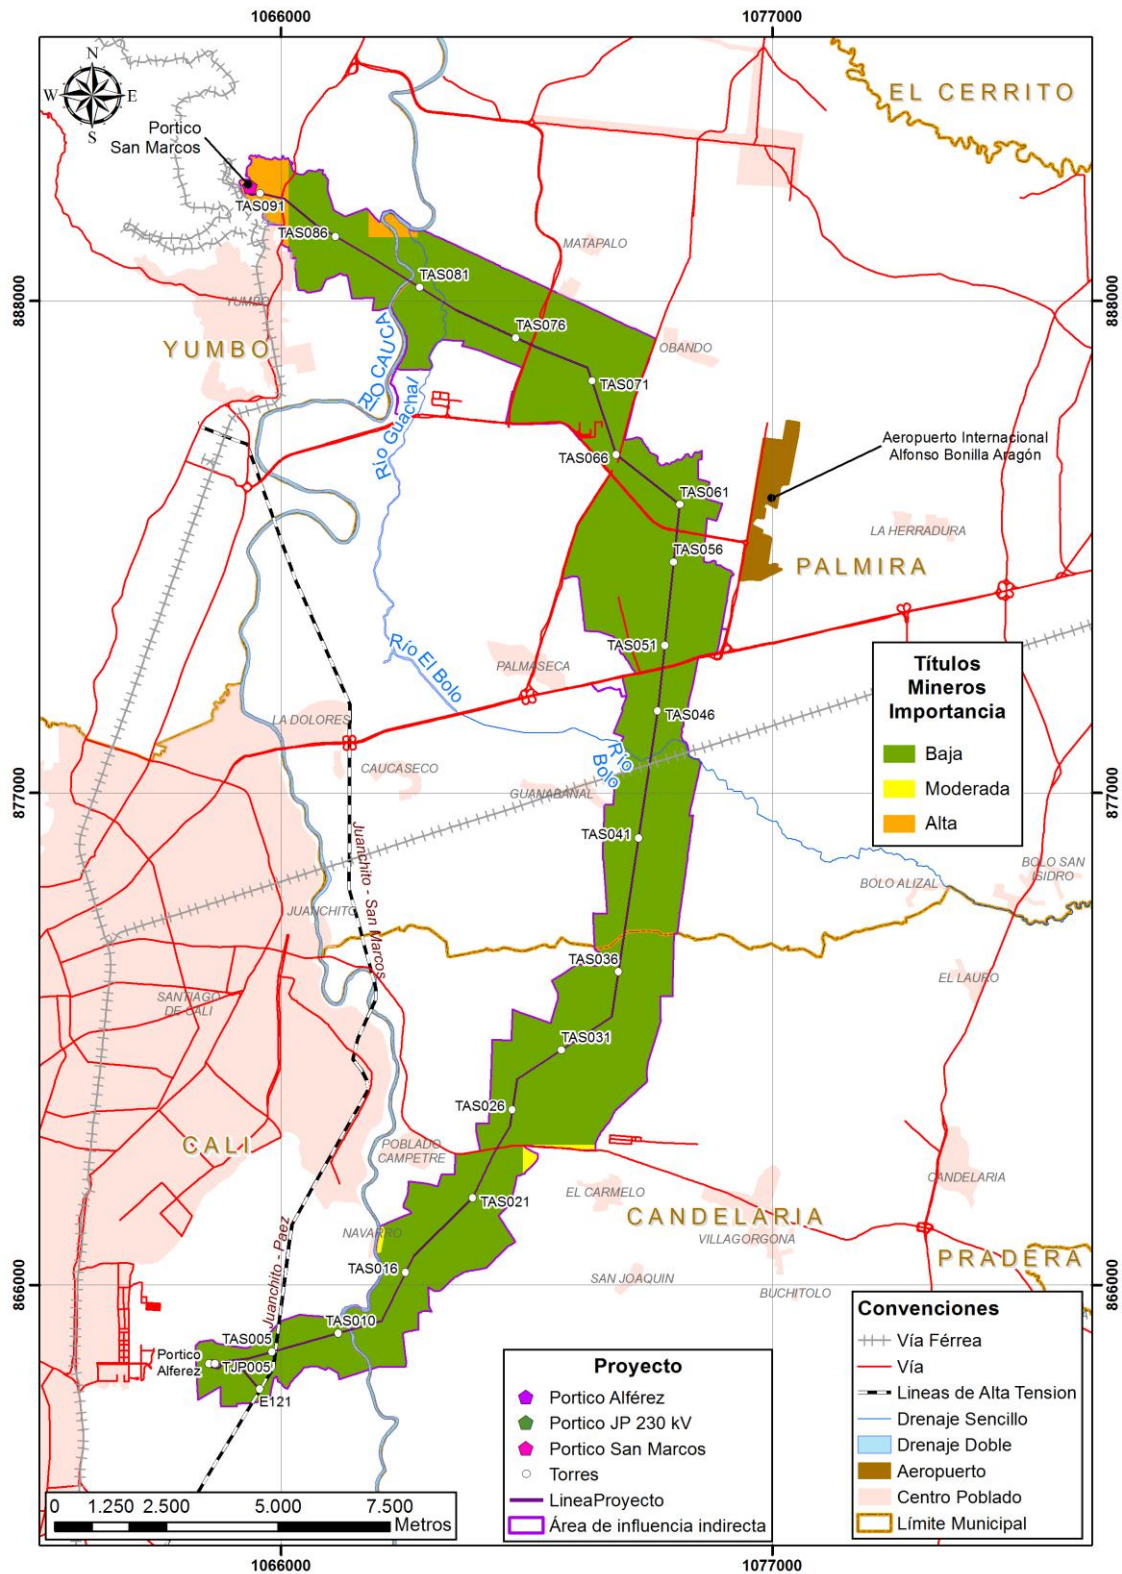 1066000
1077000
N
W
E
S
EL CERRITO
Portico
San Marcos
TAS091
TAS086
MATAPALO
TAS081
888000
888000
YUMBO
TAS076
RÍO CAUCA
YUMBO
OBANDO
TAS071
Río Guachal
Aeropuerto Internacional
Alfonso Bonilla Aragón
TAS066
TAS061
LA HERRADURA
TAS056
PALMIRA
Río El Bolo
TAS051
PALMASECA
Títulos
Mineros
Importancia
Baja
Moderada
Alta
TAS046
LA DOLORES
Río
Bolo
CAUCASECO
GUANABANAL
877000
877000
TAS041
Juanchito - San Marcos
BOLO SAN
ISIDRO
BOLO ALIZAL
JUANCHITO
TAS036
EL LAURO
SANTIAGO
DE CALI
TAS031
TAS026
CALI
POBLADO
CAMPETRE
CANDELARIA
EL CARMELO
TAS021
CANDELARIA
VILLAGORGONA
NAVARRO
Juanchito - Paez
PRADERA
TAS016
SAN JOAQUIN
BUCHITOLO
866000
866000
TAS010
TAS005
Portico
Alferez
TJP005
E121
Proyecto
Portico Alférez
Portico JP 230 kV
Portico San Marcos
Torres
LineaProyecto
Área de influencia indirecta
Convenciones
Vía Férrea
Vía
Lineas de Alta Tension
Drenaje Sencillo
Drenaje Doble
Aeropuerto
Centro Poblado
Límite Municipal
0 1.250 2.500 5.000 7.500
Metros
1066000
1077000